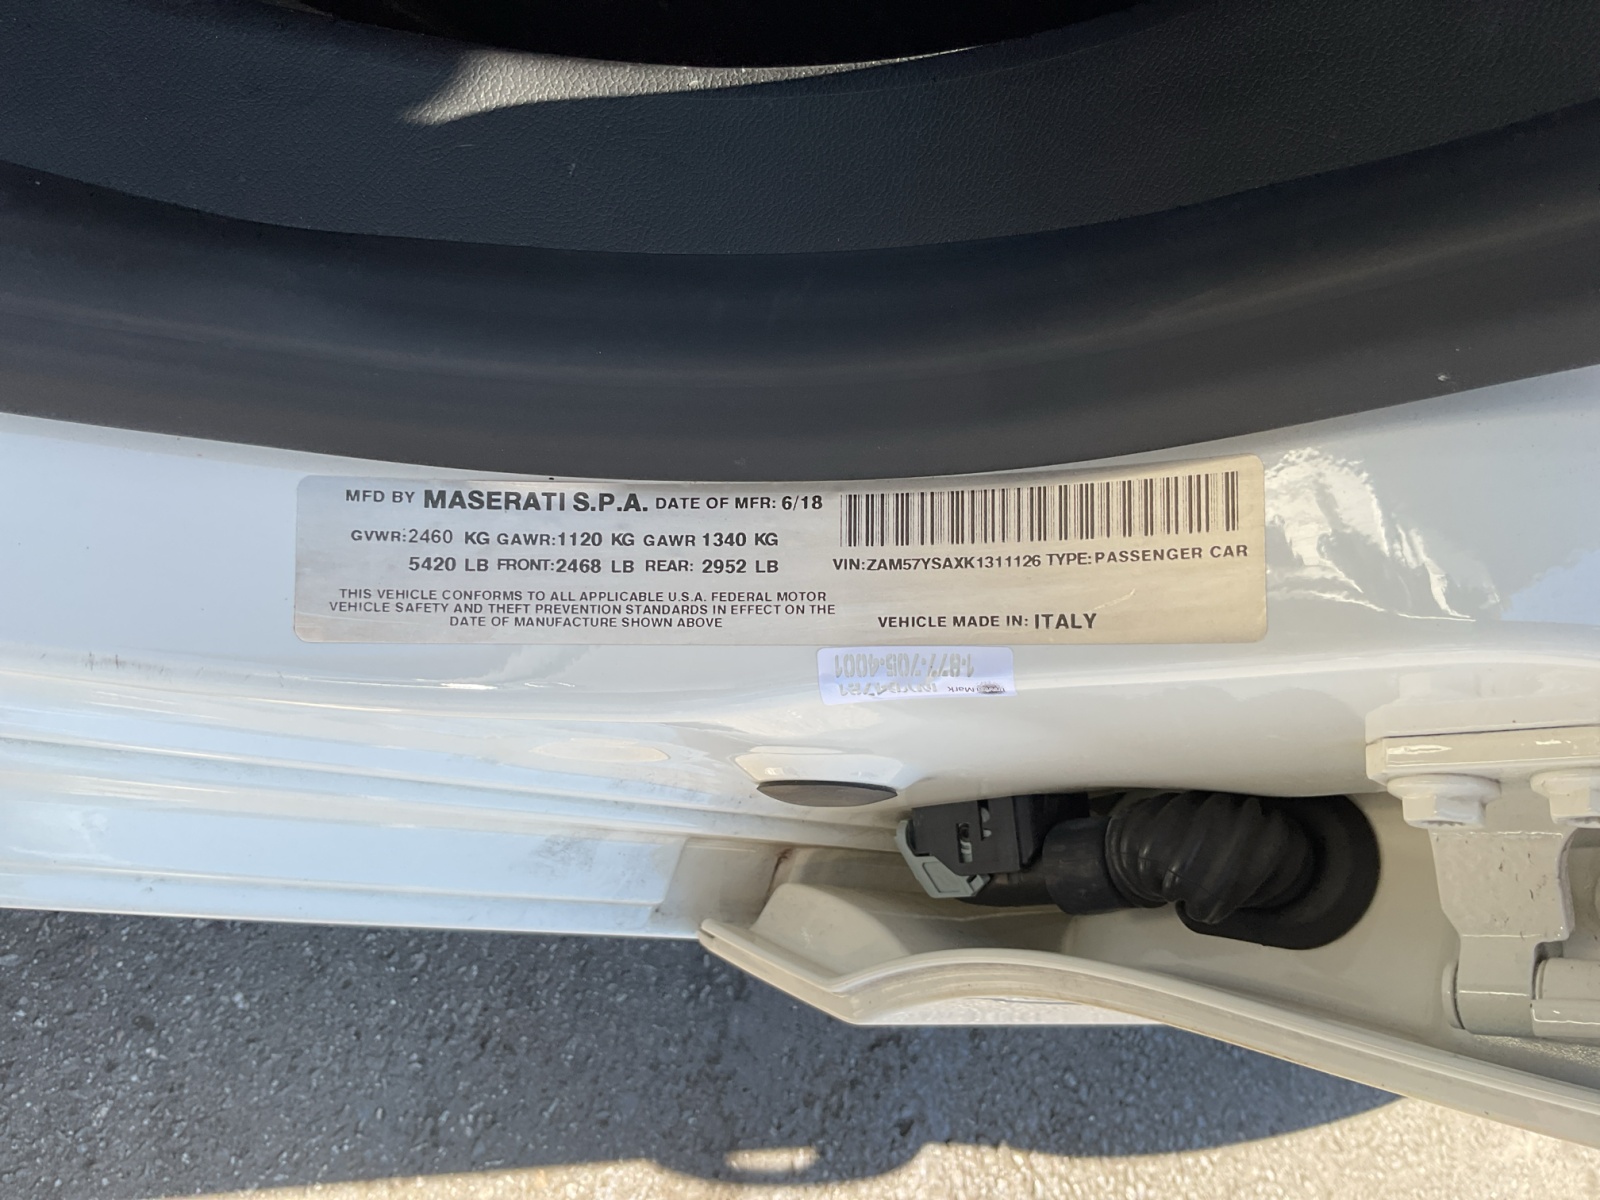 MFD BY MASERATI S.P.A. DATE OF MFR: 6/18
GVWR:2460 KG GAWR:1120 KG GAWR 1340 KG
5420 LB FRONT:2468 LB REAR: 2952 LB
THIS VEHICLE CONFORMS TO ALL APPLICABLE U.S.A. FEDERAL MOTOR
VEHICLE SAFETY AND THEFT PREVENTION STANDARDS IN EFFECT ON THE
DATE OF MANUFACTURE SHOWN ABOVE
VIN:ZAM57YSAXK1311126 TYPE:PASSENGER CAR
VEHICLE MADE IN: ITALY
Mark
1-877-705-4001